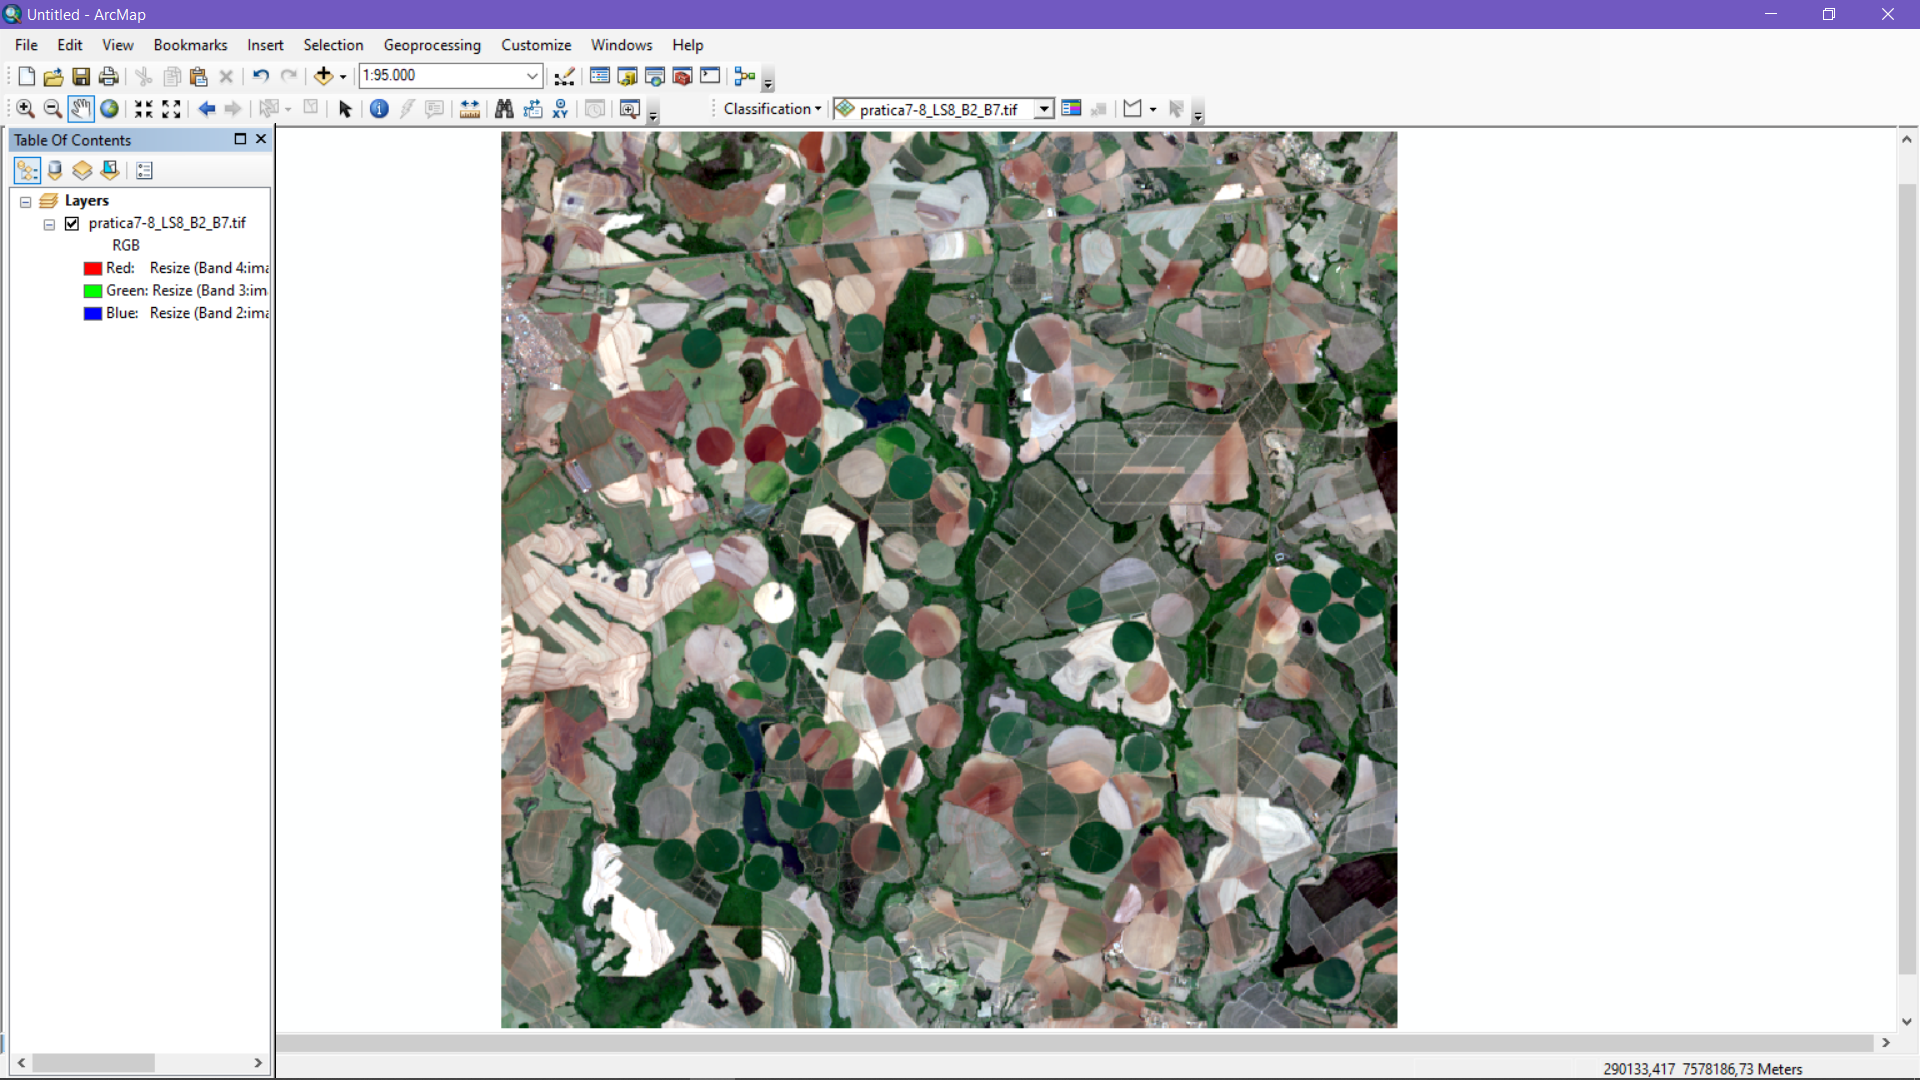 Untitled - ArcMap
File Edit View Bookmarks Insert Selection Geoprocessing Customize Windows Help
1:95.000
Classification pratica7-8_LS8_B2_B7.tif
Table Of Contents
Layers
pratica7-8_LS8_B2_B7.tif
RGB
Red: Resize (Band 4:ima
Green: Resize (Band 3:im
Blue: Resize (Band 2:ima
290133,417 7578186,73 Meters